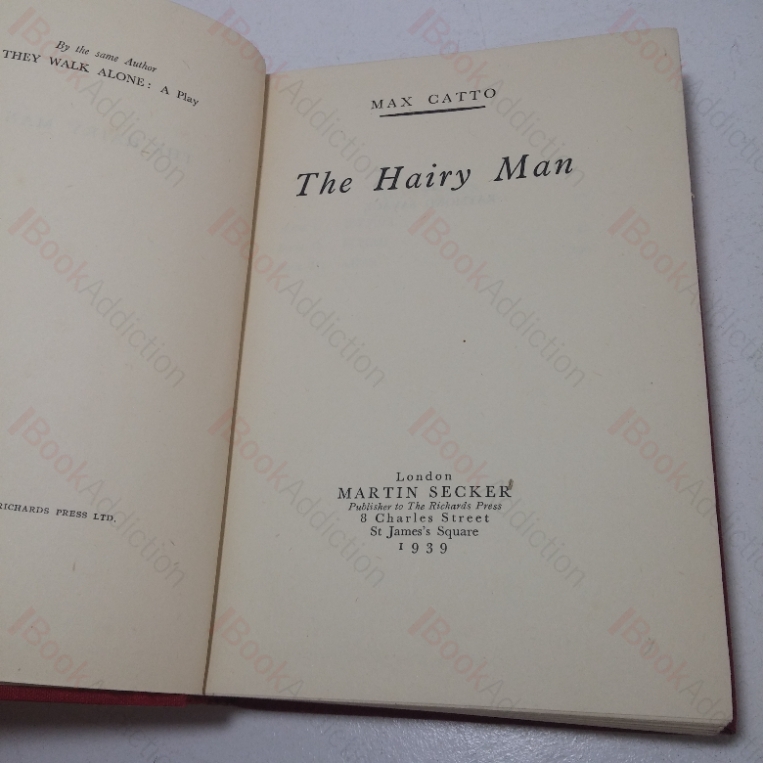 By the same Author
THEY WALK ALONE: A Play
RICHARDS PRESS LTD.
MAX CATTO
The Hairy Man
London
MARTIN SECKER
Publisher to The Richards Press
8 Charles Street
St James's Square
1939
BookAddiction